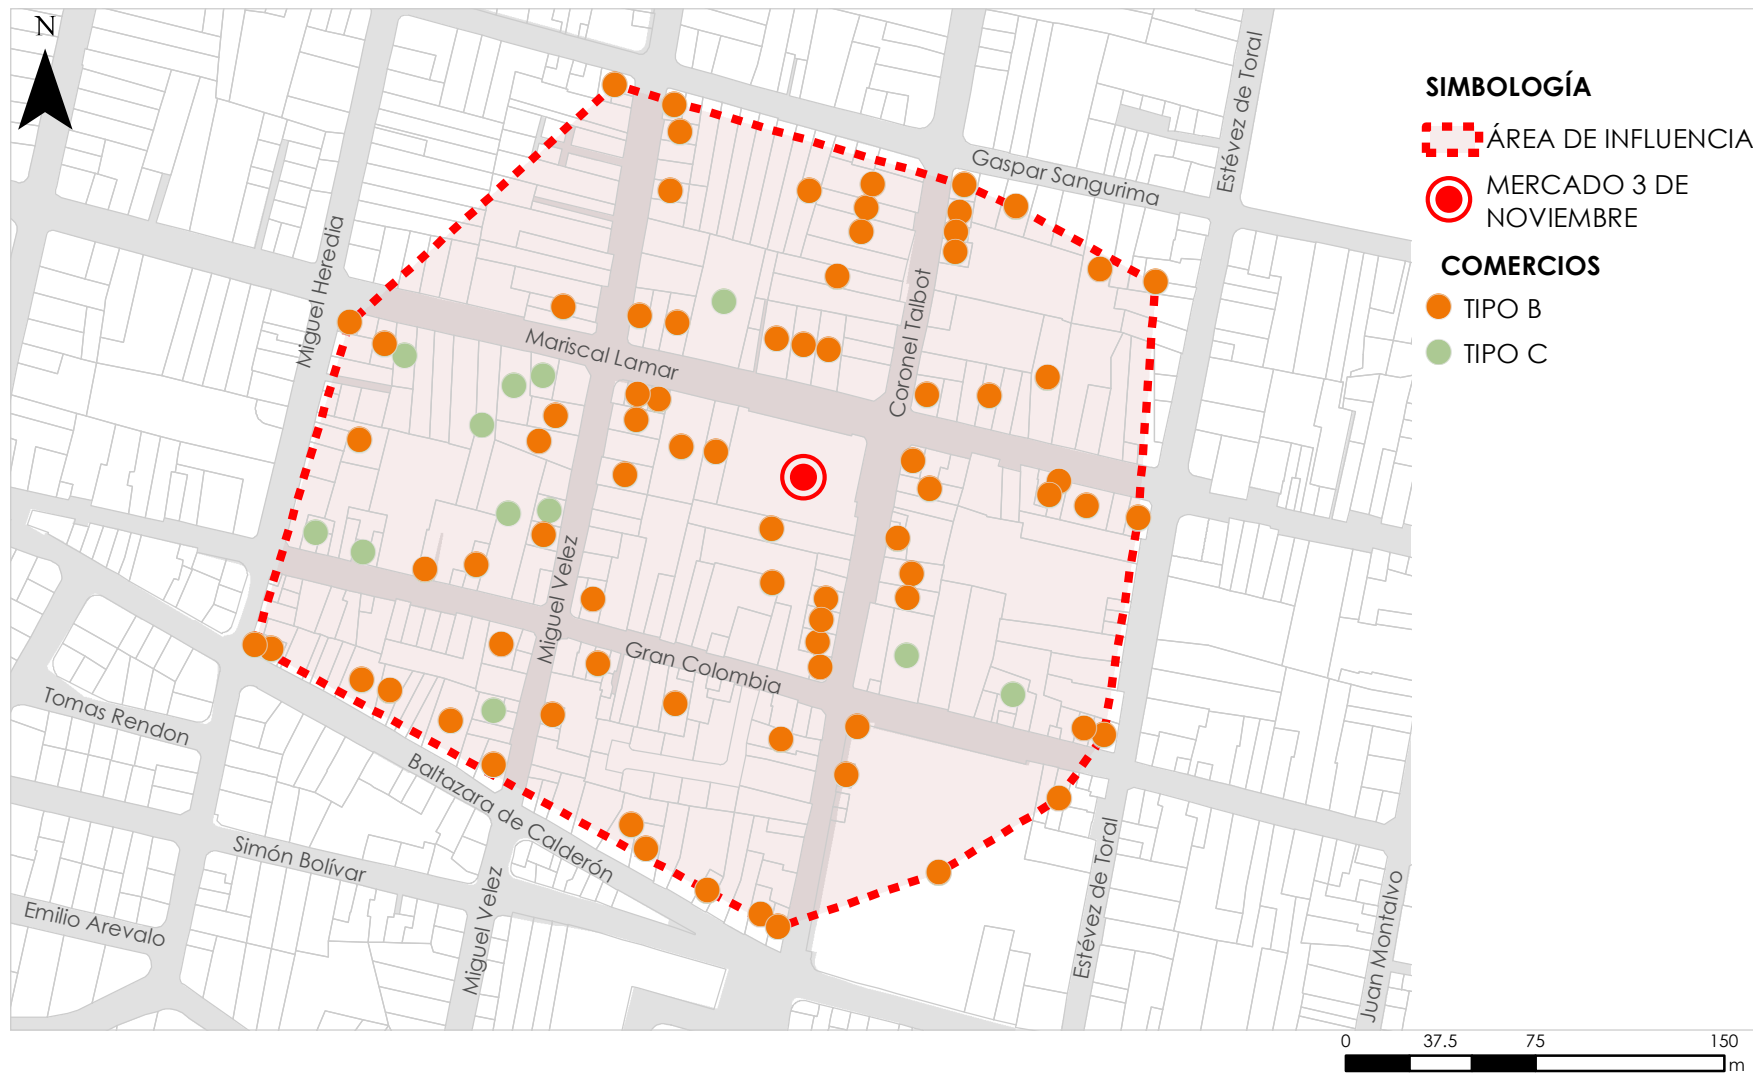 N
Estévez de Toral
Gaspar Sangurima
Miguel Heredia
Coronel Talbot
Mariscal Lamar
Miguel Velez
Gran Colombia
Tomas Rendon
Baltazara de Calderón
Simón Bolívar
Emilio Arevalo
Miguel Velez
Estévez de Toral
Juan Montalvo
SIMBOLOGÍA
ÁREA DE INFLUENCIA
MERCADO 3 DE
NOVIEMBRE
COMERCIOS
TIPO B
TIPO C
0 37.5 75 150
m